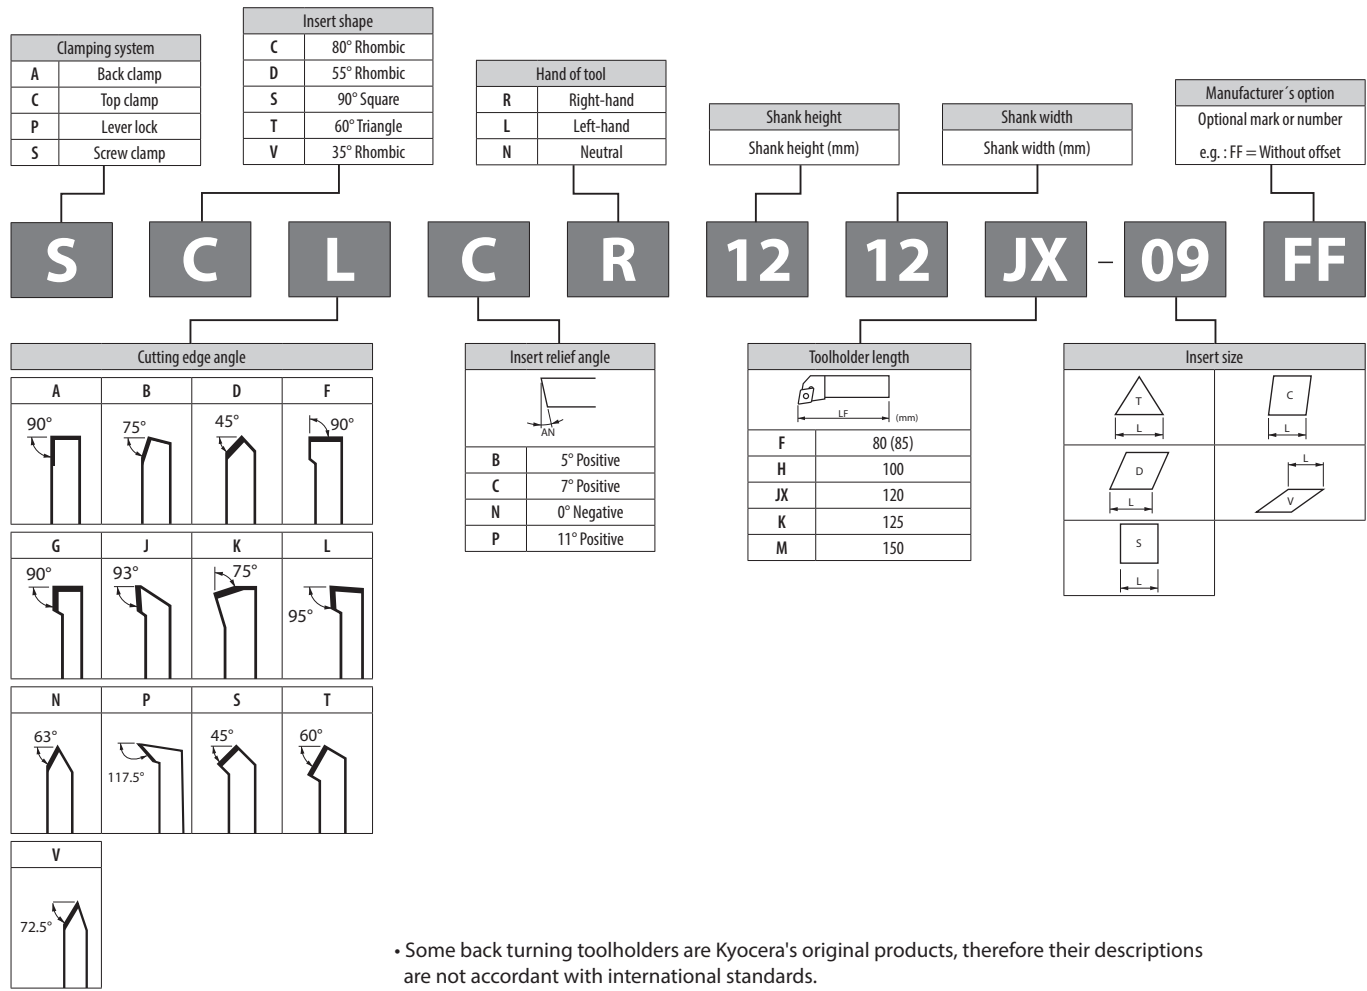 Clamping system
A Back clamp
C Top clamp
P Lever lock
S Screw clamp
Insert shape
C 80° Rhombic
D 55° Rhombic
S 90° Square
T 60° Triangle
V 35° Rhombic
Hand of tool
R Right-hand
L Left-hand
N Neutral
Shank height
Shank height (mm)
Shank width
Shank width (mm)
Manufacturer´s option
Optional mark or number
e.g. : FF = Without offset
S C L C R 12 12 JX – 09 FF
Cutting edge angle
A B D F
90° 75° 45° 90°
G J K L
90° 93° 75° 95°
N P S T
63° 117.5° 45° 60°
V
72.5°
Insert relief angle
AN
B 5° Positive
C 7° Positive
N 0° Negative
P 11° Positive
Toolholder length
LF (mm)
F 80 (85)
H 100
JX 120
K 125
M 150
Insert size
T C
L L
D V
L L
S
L
• Some back turning toolholders are Kyocera's original products, therefore their descriptions
are not accordant with international standards.